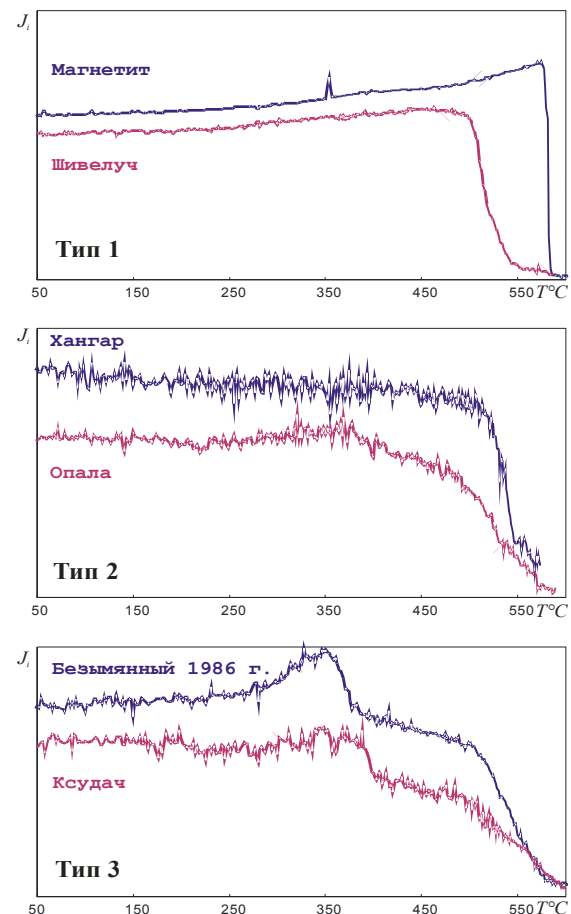 Jᵢ
Магнетит
Шивелуч
Тип 1
50 150 250 350 450 550 T°C
Jᵢ
Хангар
Опала
Тип 2
50 150 250 350 450 550 T°C
Jᵢ
Безымянный 1986 г.
Ксудач
Тип 3
50 150 250 350 450 550 T°C